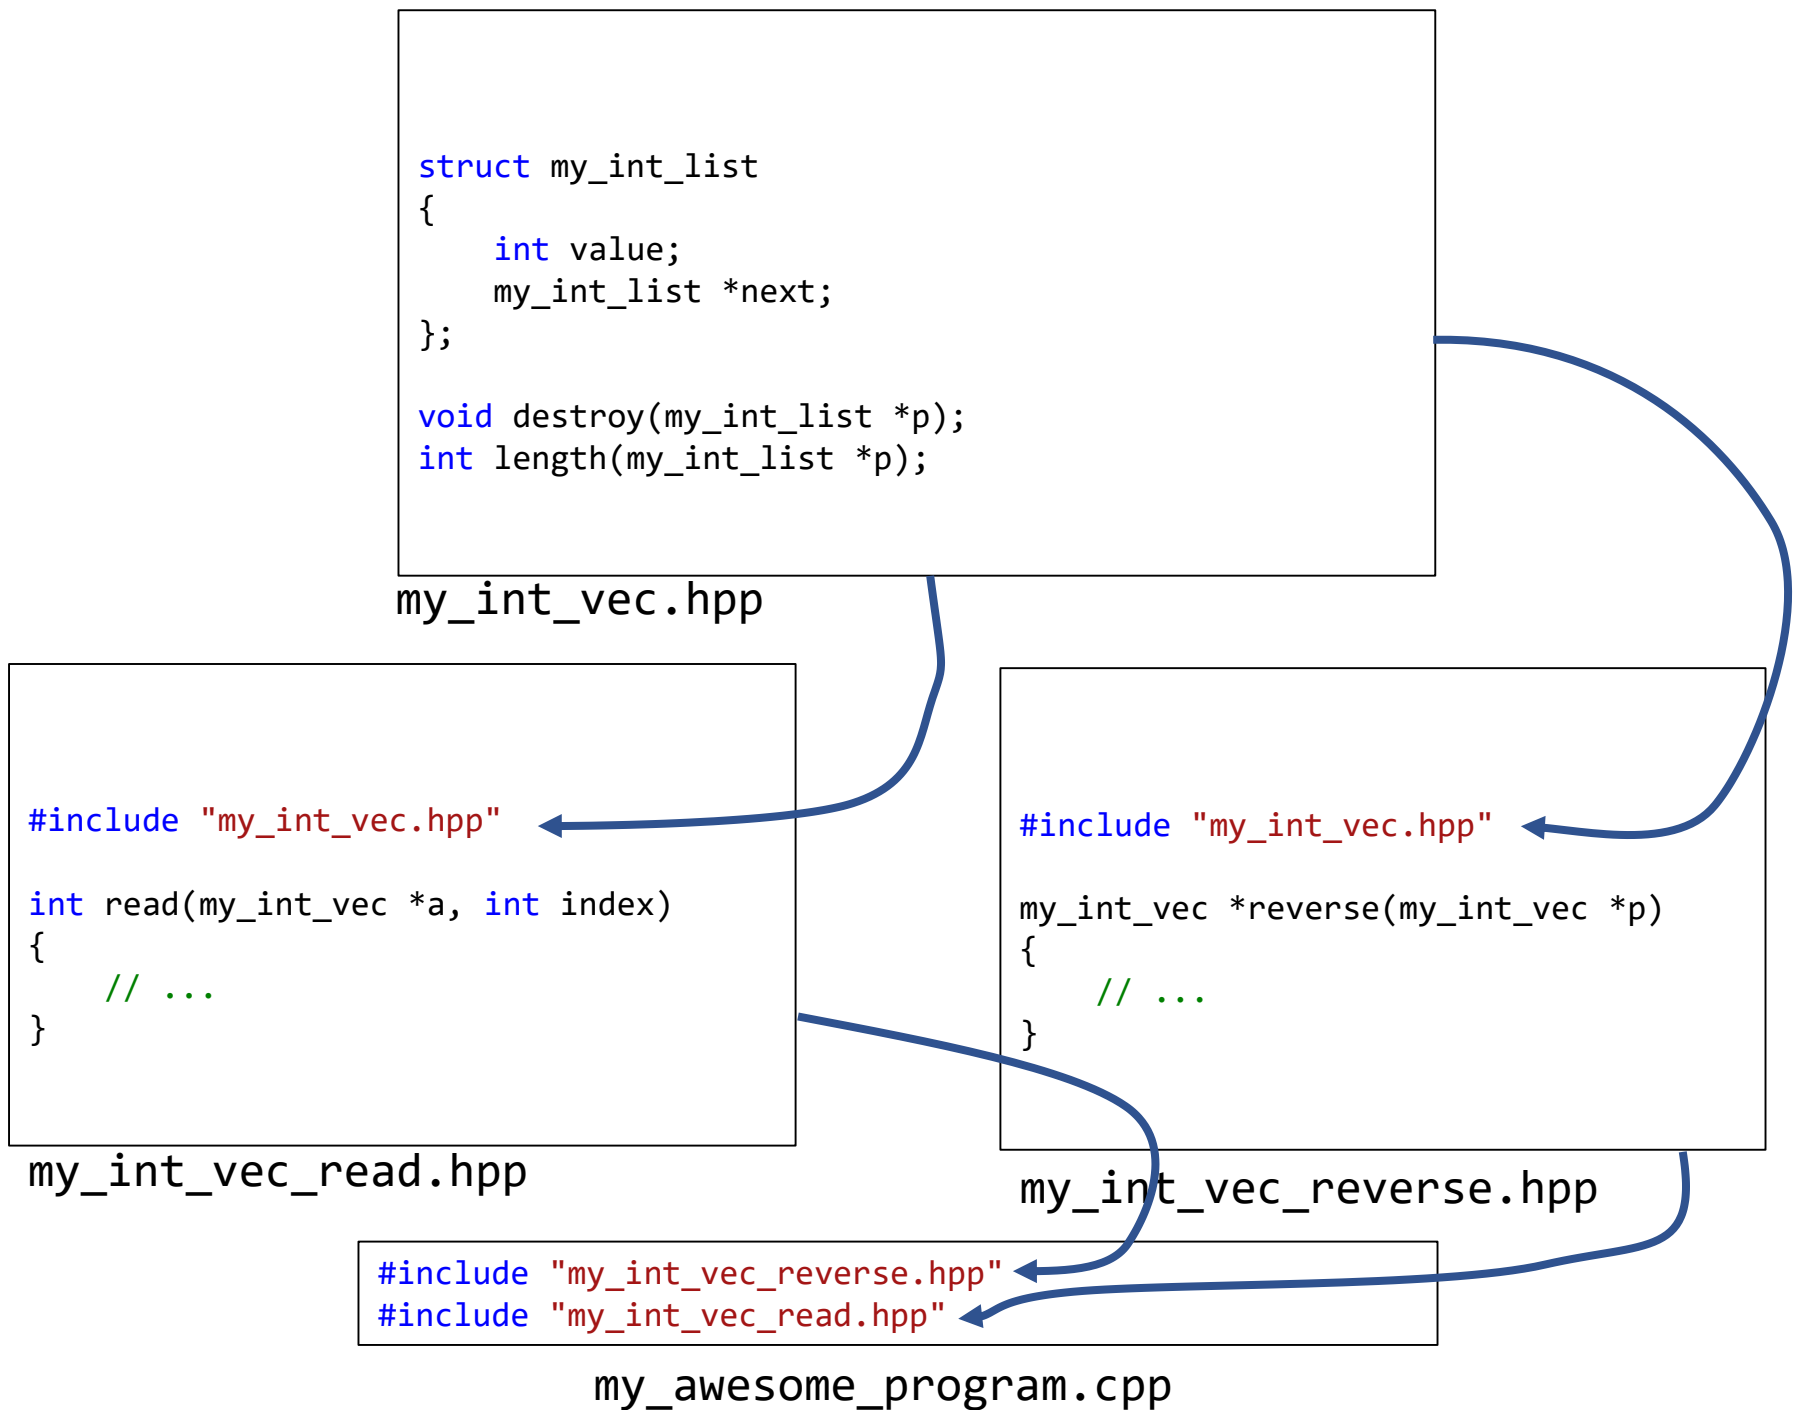 struct my_int_list
{
    int value;
    my_int_list *next;
};
void destroy(my_int_list *p);
int length(my_int_list *p);
my_int_vec.hpp
#include "my_int_vec.hpp"
int read(my_int_vec *a, int index)
{
    // ...
}
my_int_vec_read.hpp
#include "my_int_vec.hpp"
my_int_vec *reverse(my_int_vec *p)
{
    // ...
}
my_int_vec_reverse.hpp
#include "my_int_vec_reverse.hpp"
#include "my_int_vec_read.hpp"
my_awesome_program.cpp